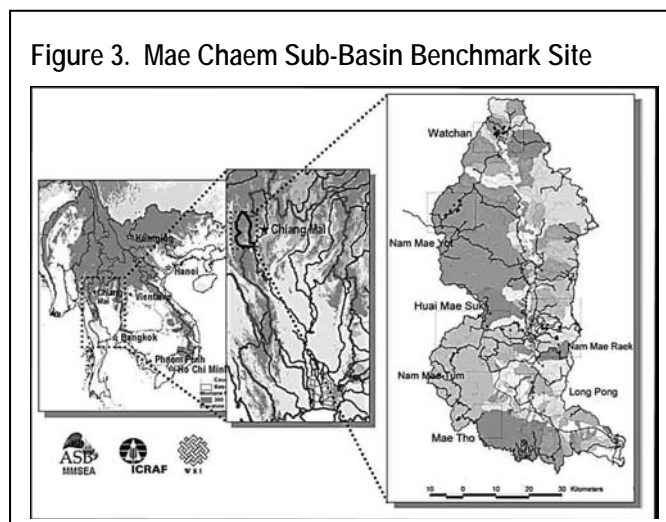 Figure 3. Mae Chaem Sub-Basin Benchmark Site
Kunming
Hanoi
Chiang
Mai
Vientiane
Bangkok
Phnom Penh
Ho Chi Minh
Chiang Mai
Watchan
Nam Mae Yot
Huai Mae Suk
Nam Mae Raek
Nam Mae Tum
Long Pong
Mae Tho
10 0 10 20 30 Kilometers
ASB
MMSEA
ICRAF
WRI